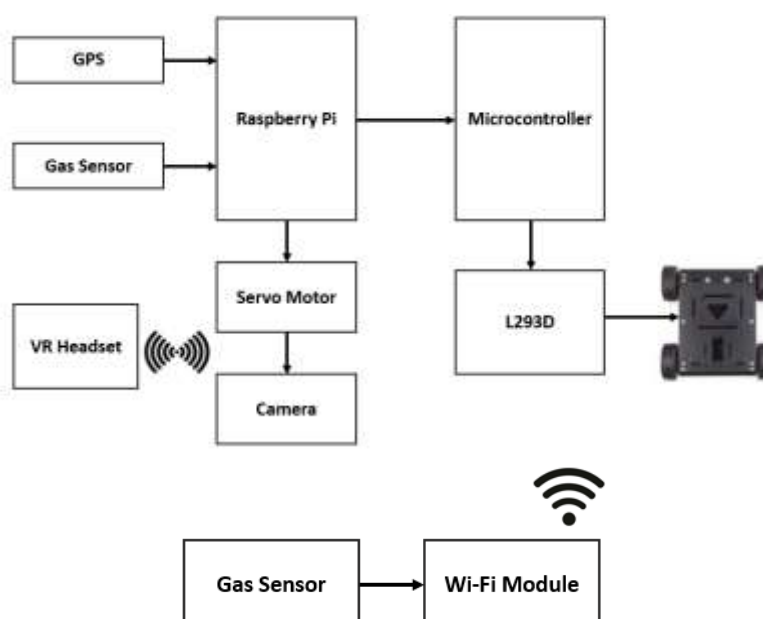 GPS
Raspberry Pi
Microcontroller
Gas Sensor
Servo Motor
L293D
VR Headset
Camera
Gas Sensor
Wi-Fi Module